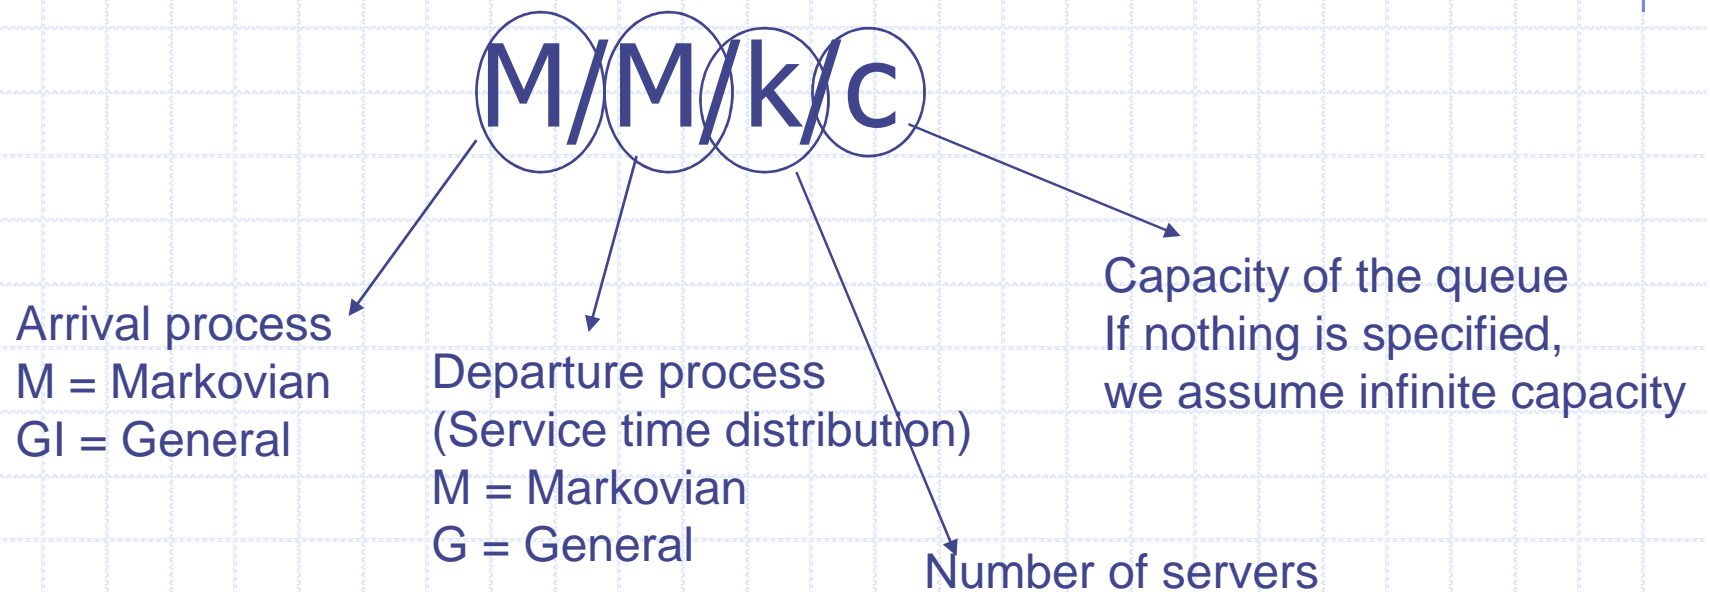 M/M/k/c
Arrival process
M = Markovian
GI = General
Departure process
(Service time distribution)
M = Markovian
G = General
Number of servers
Capacity of the queue
If nothing is specified,
we assume infinite capacity